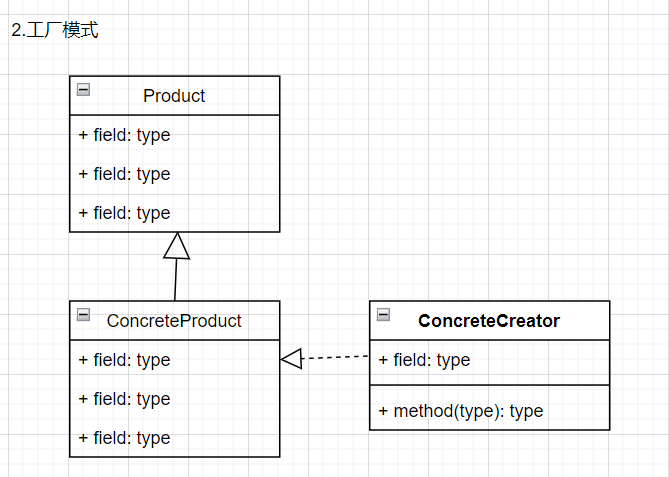 2.工厂模式
Product
+ field: type
+ field: type
+ field: type
ConcreteProduct
+ field: type
+ field: type
+ field: type
ConcreteCreator
+ field: type
+ method(type): type